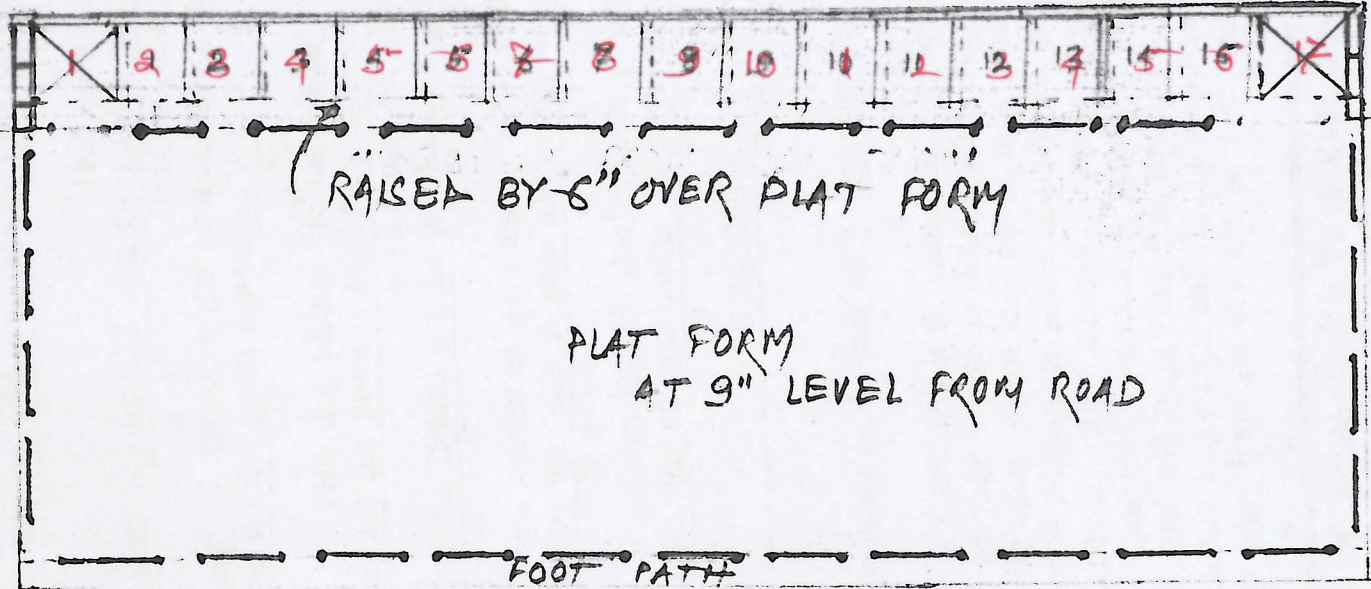 1 2 3 4 5 6 7 8 9 10 11 12 13 14 15 16 17
RAISED BY 6" OVER PLAT FORM
PLAT FORM
AT 9" LEVEL FROM ROAD
FOOT PATH